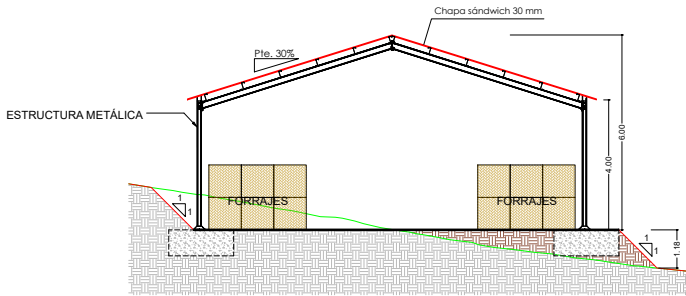 Chapa sándwich 30 mm
Pte. 30%
ESTRUCTURA METÁLICA
6.00
4.00
FORRAJES
FORRAJES
1
1
1
1
1.18